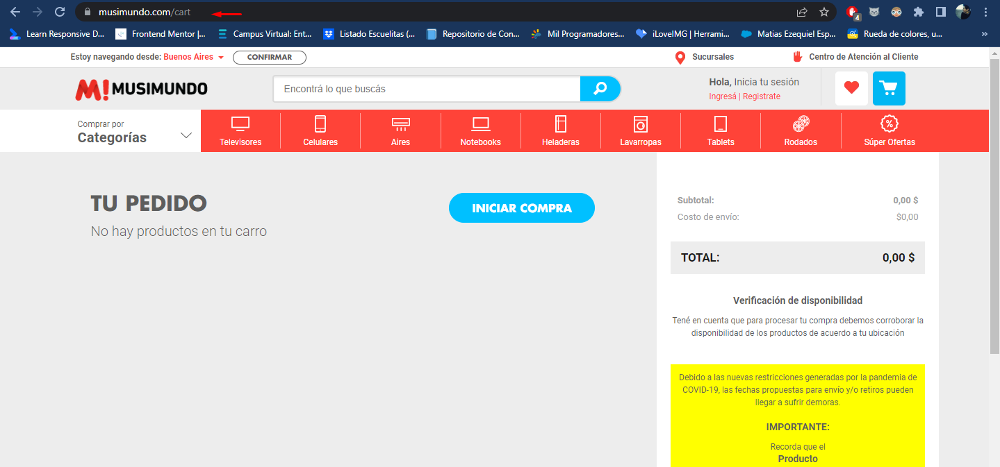 musimundo.com/cart
4
Learn Responsive D...
Frontend Mentor |...
Campus Virtual: Ent...
Listado Escuelitas (...
Repositorio de Con...
Mil Programadores...
iLoveIMG | Herrami...
Matias Ezequiel Esp...
Rueda de colores, u...
»
Estoy navegando desde: Buenos Aires
CONFIRMAR
Sucursales
Centro de Atención al Cliente
M! MUSIMUNDO
Encontrá lo que buscás
Hola, Inicia tu sesión
Ingresá | Registrate
Comprar por
Categorías
Televisores
Celulares
Aires
Notebooks
Heladeras
Lavarropas
Tablets
Rodados
Súper Ofertas
TU PEDIDO
No hay productos en tu carro
INICIAR COMPRA
Subtotal: 0,00 $
Costo de envío: $0,00
TOTAL: 0,00 $
Verificación de disponibilidad
Tené en cuenta que para procesar tu compra debemos corroborar la
disponibilidad de los productos de acuerdo a tu ubicación
Debido a las nuevas restricciones generadas por la pandemia de
COVID-19, las fechas propuestas para envío y/o retiros pueden
llegar a sufrir demoras.
IMPORTANTE:
Recorda que el
Producto